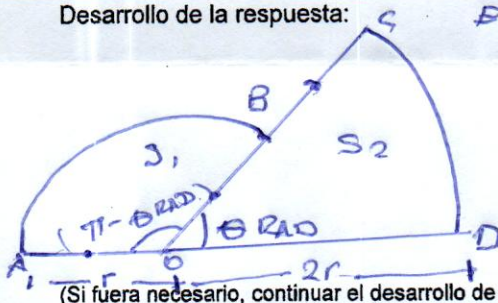 Desarrollo de la respuesta:
C
B
S1
S2
π-θ RAD
θ RAD
A
O
D
r
2r
(Si fuera necesario, continuar el desarrollo de